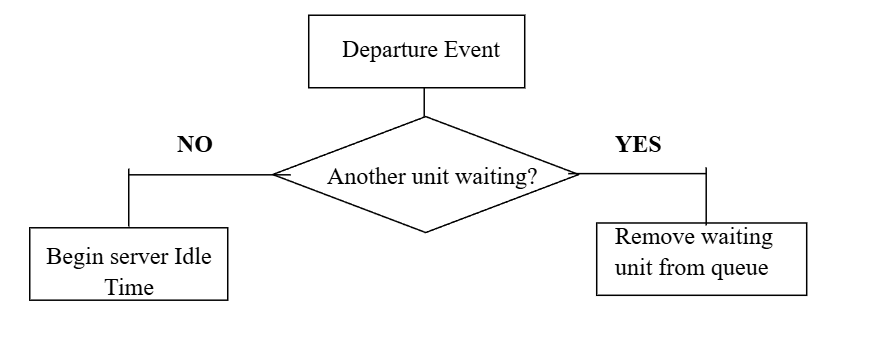 Departure Event
NO
YES
Another unit waiting?
Begin server Idle
Time
Remove waiting
unit from queue